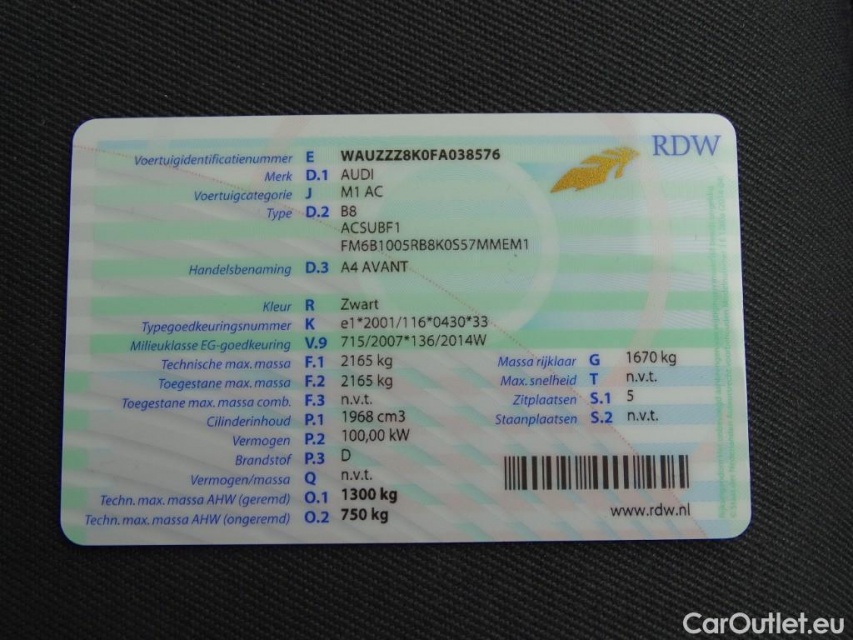 RDW
Voertuigidentificatienummer E WAUZZZ8K0FA038576
Merk D.1 AUDI
Voertuigcategorie J M1 AC
Type D.2 B8
ACSUBF1
FM6B1005RB8K0S57MMEM1
Handelsbenaming D.3 A4 AVANT
Kleur R Zwart
Typegoedkeuringsnummer K e1*2001/116*0430*33
Milieuklasse EG-goedkeuring V.9 715/2007*136/2014W
Technische max. massa F.1 2165 kg
Toegestane max. massa F.2 2165 kg
Toegestane max. massa comb. F.3 n.v.t.
Cilinderinhoud P.1 1968 cm3
Vermogen P.2 100,00 kW
Brandstof P.3 D
Vermogen/massa Q n.v.t.
Techn. max. massa AHW (geremd) O.1 1300 kg
Techn. max. massa AHW (ongeremd) O.2 750 kg
Massa rijklaar G 1670 kg
Max. snelheid T n.v.t.
Zitplaatsen S.1 5
Staanplaatsen S.2 n.v.t.
www.rdw.nl
CarOutlet.eu